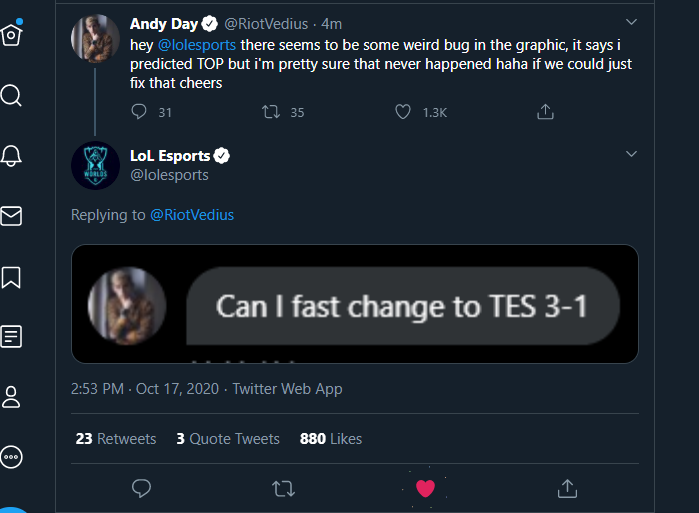 Andy Day @RiotVedius · 4m
hey @lolesports there seems to be some weird bug in the graphic, it says i
predicted TOP but i'm pretty sure that never happened haha if we could just
fix that cheers
31 35 1.3K
WORLDS
LoL Esports
@lolesports
Replying to @RiotVedius
Can I fast change to TES 3-1
2:53 PM · Oct 17, 2020 · Twitter Web App
23 Retweets 3 Quote Tweets 880 Likes